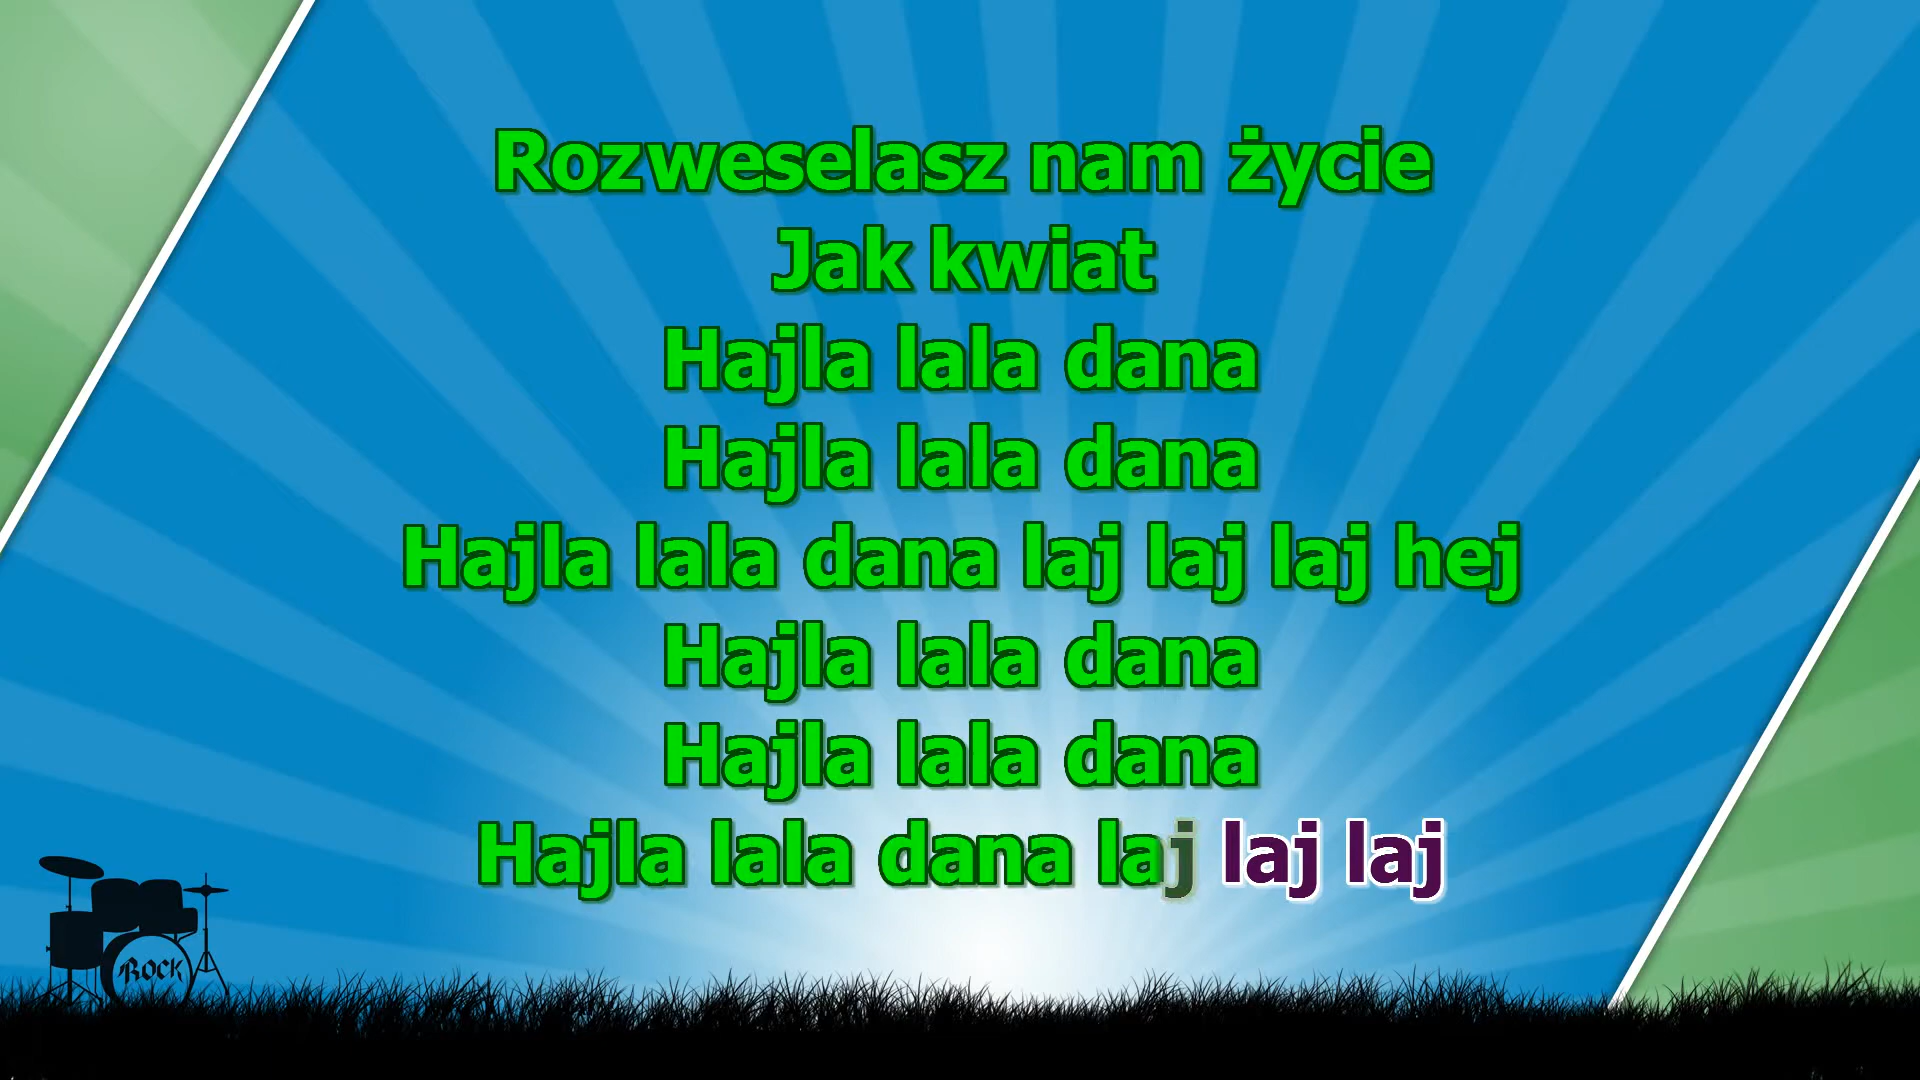 Rozweselasz nam życie
Jak kwiat
Hajla lala dana
Hajla lala dana
Hajla lala dana laj laj laj hej
Hajla lala dana
Hajla lala dana
Hajla lala dana laj laj laj
ROCK